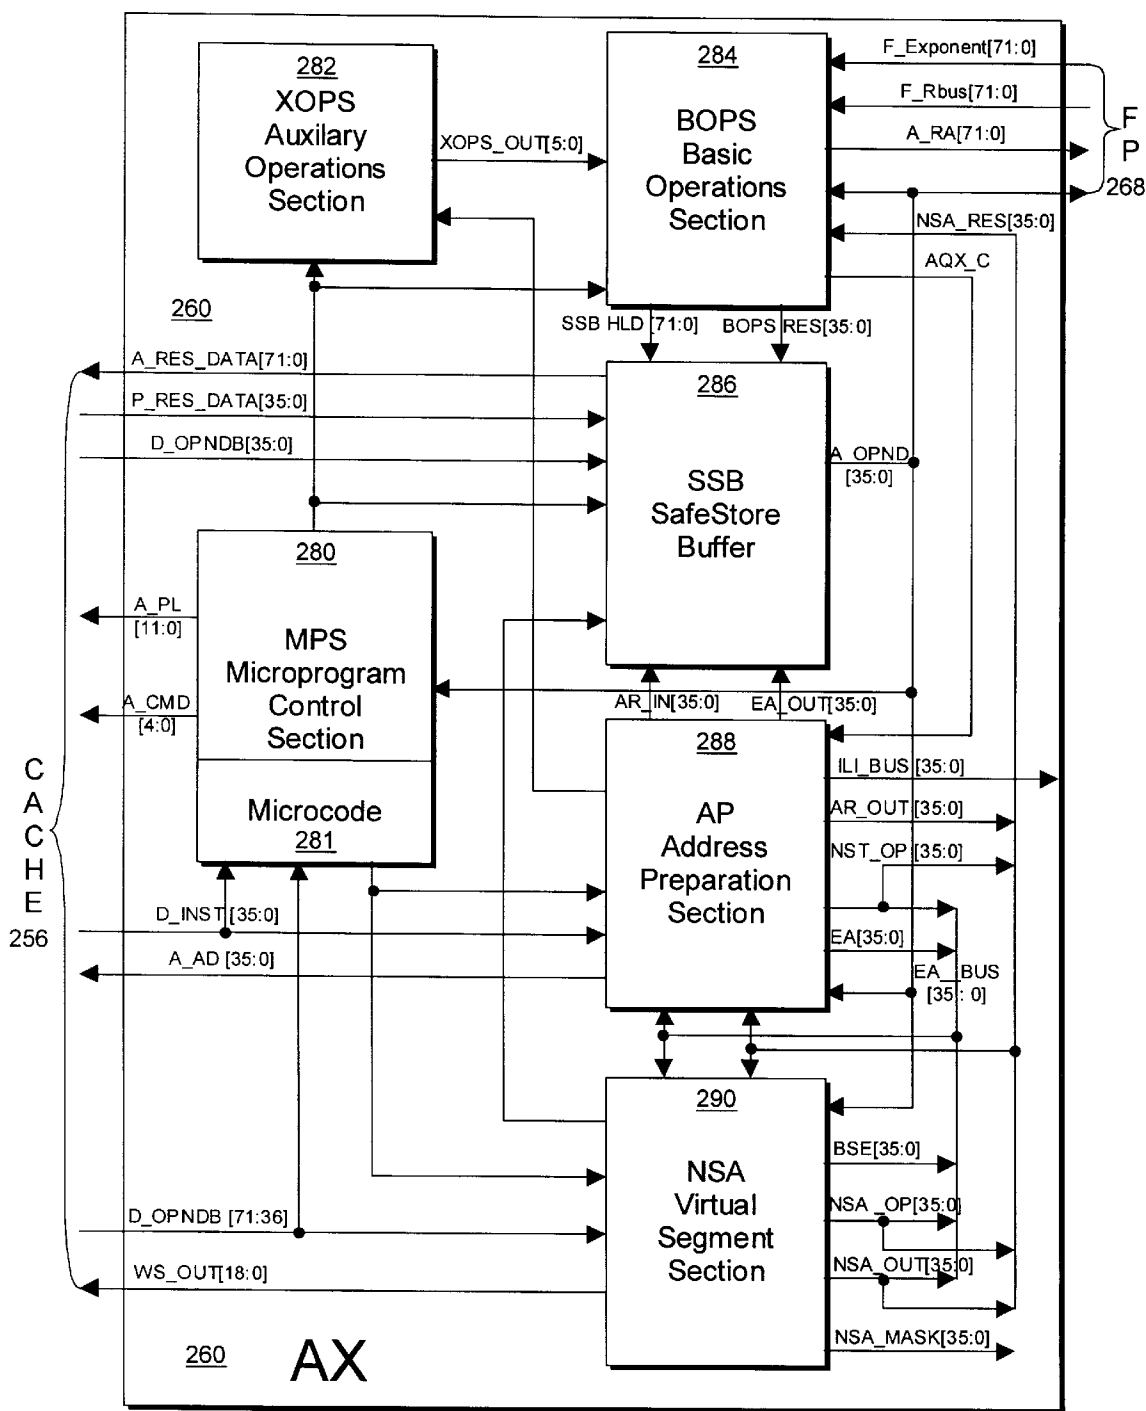 282
XOPS
Auxilary
Operations
Section
XOPS_OUT[5:0]
284
BOPS
Basic
Operations
Section
F_Exponent[71:0]
F_Rbus[71:0]
A_RA[71:0]
F
P
268
NSA_RES[35:0]
AQX_C
260
SSB HLD [71:0]
BOPS_RES[35:0]
A_RES_DATA[71:0]
P_RES_DATA[35:0]
D_OPNDB[35:0]
286
SSB
SafeStore
Buffer
A_OPND
[35:0]
280
MPS
Microprogram
Control
Section
A_PL
[11:0]
A_CMD
[4:0]
AR_IN[35:0]
EA_OUT[35:0]
C
A
C
H
E
256
Microcode
281
288
AP
Address
Preparation
Section
ILI_BUS[35:0]
AR_OUT[35:0]
NST_OP[35:0]
EA[35:0]
EA__BUS
[35: 0]
D_INST[35:0]
A_AD [35:0]
290
NSA
Virtual
Segment
Section
BSE[35:0]
NSA _OP[35:0]
NSA_OUT[35:0]
NSA_MASK[35:0]
D_OPNDB [71:36]
WS_OUT[18:0]
260
AX